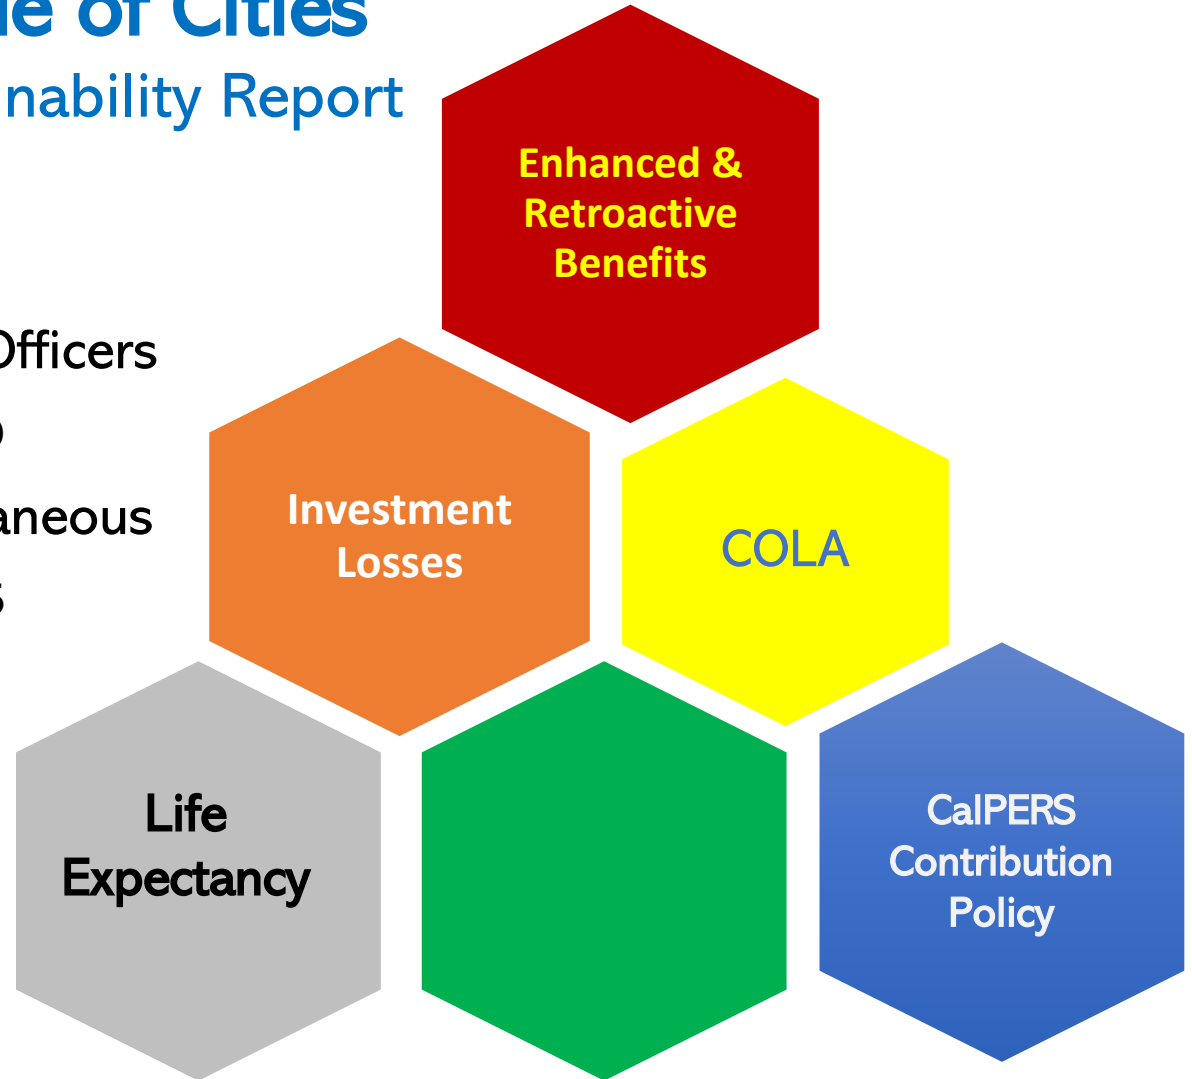 le of Cities
nability Report
Enhanced &
Retroactive
Benefits
Officers
Investment
Losses
COLA
aneous
Life
Expectancy
CalPERS
Contribution
Policy